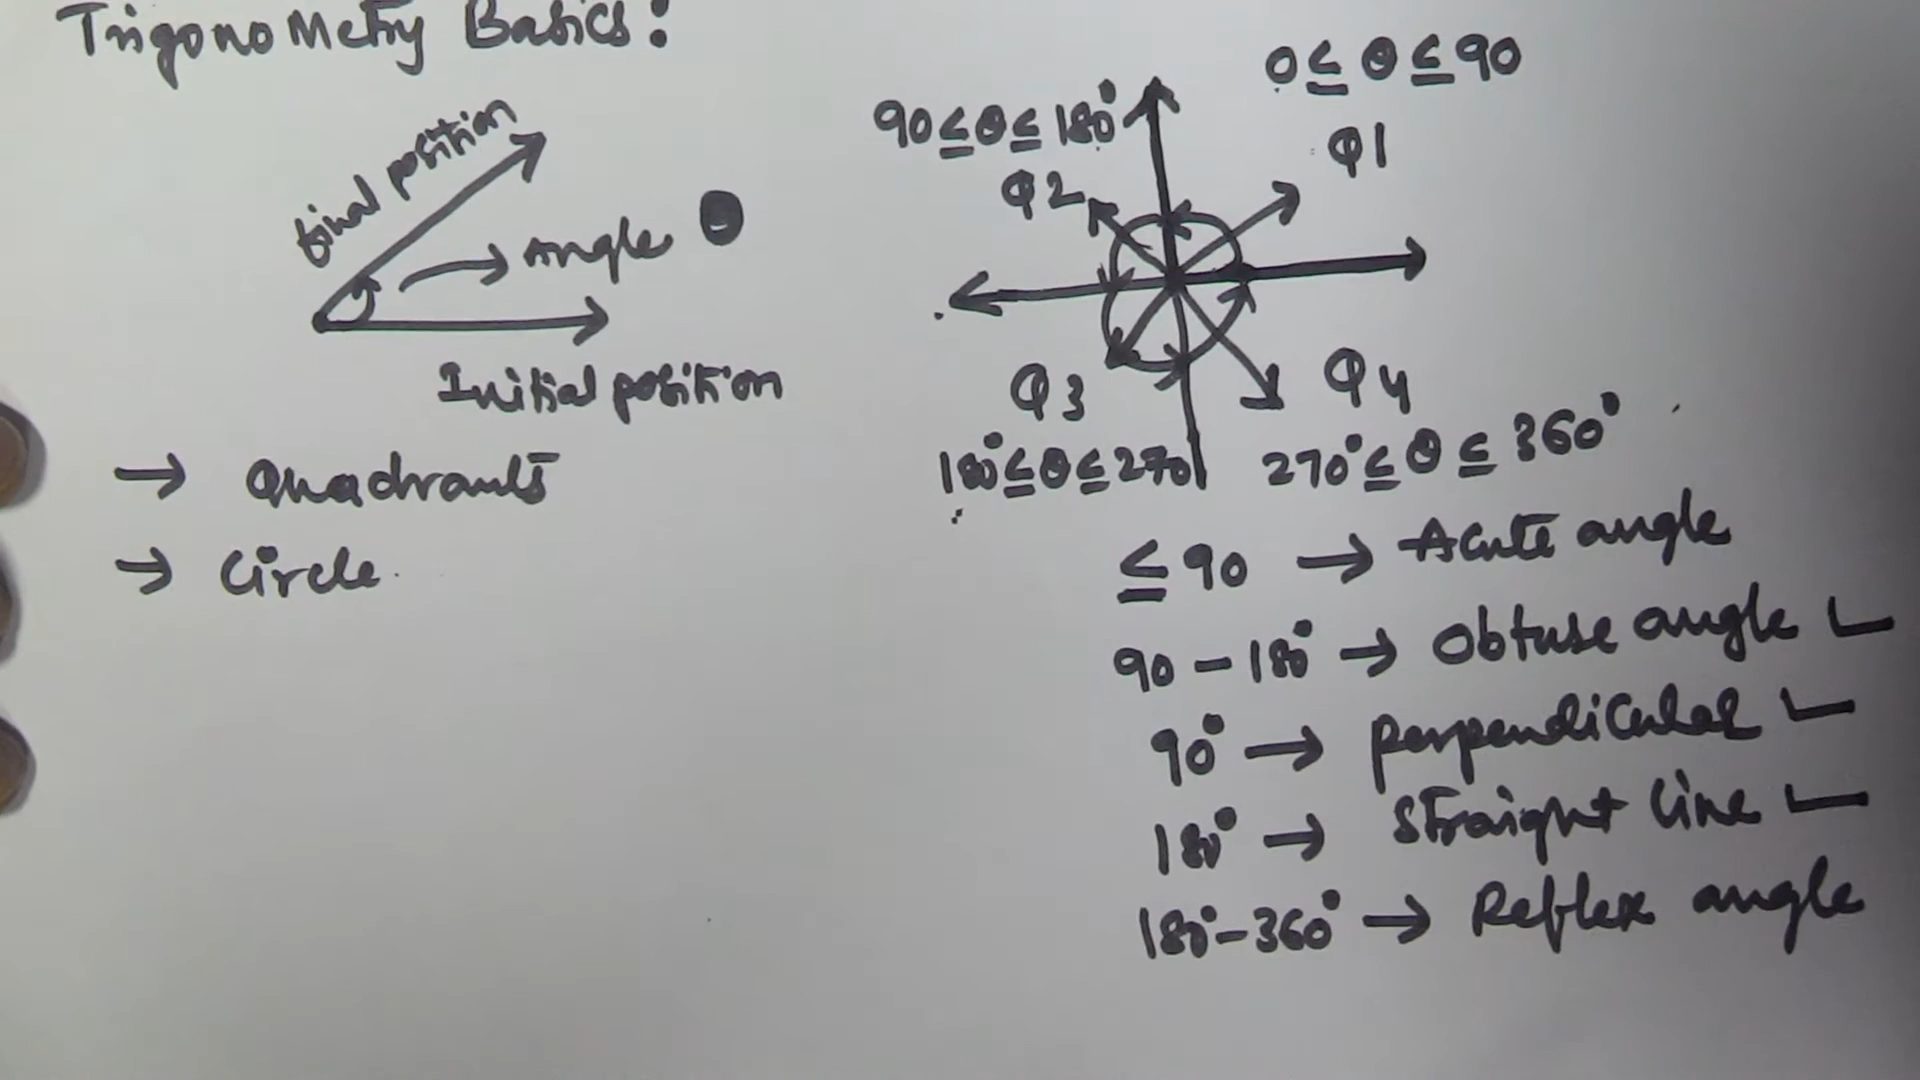 TrigonoMetry Basics:
final position
Angle θ
Initial position
→ Quadrants
→ Circle.
0 ≤ θ ≤ 90
90 ≤ θ ≤ 180°
Q1
Q2
Q3
Q4
180° ≤ θ ≤ 270
270° ≤ θ ≤ 360°
≤ 90 → Acute angle
90 - 180° → Obtuse angle
90° → perpendicular
180° → straight line
180° - 360° → Reflex angle